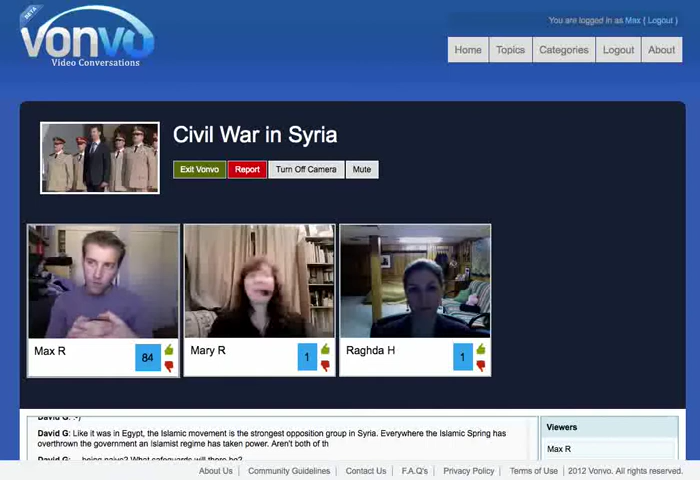 BETA
vonvo
Video Conversations
You are logged in as Max ( Logout )
Home Topics Categories Logout About
Civil War in Syria
Exit Vonvo Report Turn Off Camera Mute
Max R 84
Mary R 1
Raghda H 1
David G: :-)
David G: Like it was in Egypt, the Islamic movement is the strongest opposition group in Syria. Everywhere the Islamic Spring has
overthrown the government an Islamist regime has taken power. Aren't both of th
being naive? What safeguards will there be?
Viewers
Max R
About Us | Community Guidelines | Contact Us | F.A.Q's | Privacy Policy | Terms of Use | 2012 Vonvo. All rights reserved.